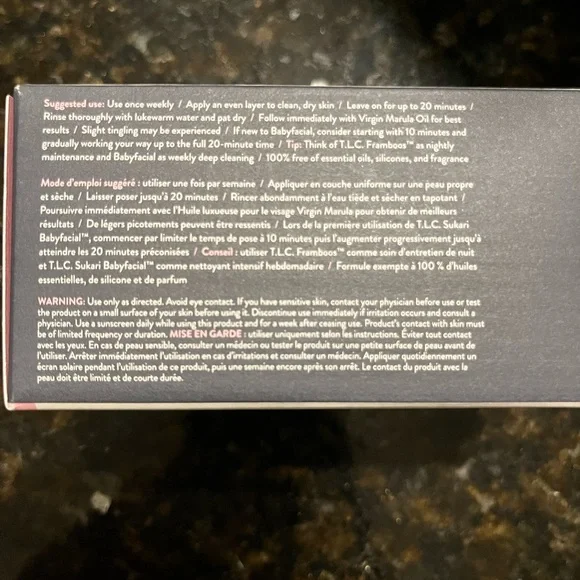 Suggested use: Use once weekly / Apply an even layer to clean, dry skin / Leave on for up to 20 minutes /
Rinse thoroughly with lukewarm water and pat dry / Follow immediately with Virgin Marula Oil for best
results / Slight tingling may be experienced / If new to Babyfacial, consider starting with 10 minutes and
gradually working your way up to the full 20-minute time / Tip: Think of T.L.C. Framboos™ as nightly
maintenance and Babyfacial as weekly deep cleaning / 100% free of essential oils, silicones, and fragrance
Mode d'emploi suggéré : utiliser une fois par semaine / Appliquer en couche uniforme sur une peau propre
et sèche / Laisser poser jusqu'à 20 minutes / Rincer abondamment à l'eau tiède et sécher en tapotant /
Poursuivre immédiatement avec l'Huile luxueuse pour le visage Virgin Marula pour obtenir de meilleurs
résultats / De légers picotements peuvent être ressentis / Lors de la première utilisation de T.L.C. Sukari
Babyfacial™, commencer par limiter le temps de pose à 10 minutes puis l'augmenter progressivement jusqu'à
atteindre les 20 minutes préconisées / Conseil : utiliser T.L.C. Framboos™ comme soin d'entretien de nuit
et T.L.C. Sukari Babyfacial™ comme nettoyant intensif hebdomadaire / Formule exempte à 100 % d'huiles
essentielles, de silicone et de parfum
WARNING: Use only as directed. Avoid eye contact. If you have sensitive skin, contact your physician before use or test
the product on a small surface of your skin before using it. Discontinue use immediately if irritation occurs and consult a
physician. Use a sunscreen daily while using this product and for a week after ceasing use. Product's contact with skin must
be of limited frequency or duration. MISE EN GARDE : utiliser uniquement selon les instructions. Éviter tout contact
avec les yeux. En cas de peau sensible, consulter un médecin ou tester le produit sur une petite surface de peau avant de
l'utiliser. Arrêter immédiatement l'utilisation en cas d'irritations et consulter un médecin. Appliquer quotidiennement un
écran solaire pendant l'utilisation de ce produit, puis une semaine encore après son arrêt. Le contact du produit avec la
peau doit être limité et de courte durée.